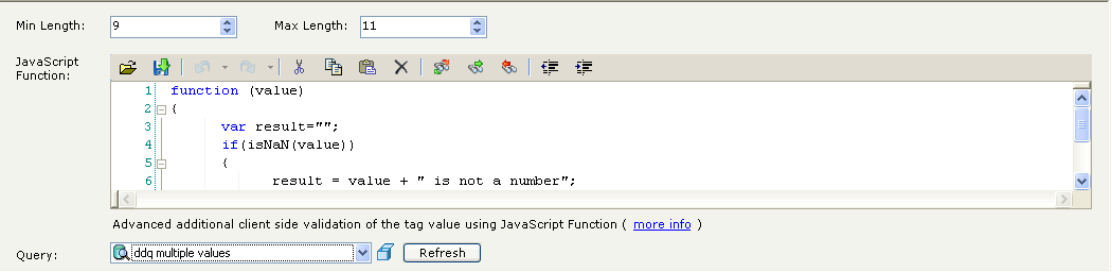 Min Length: 9 Max Length: 11
JavaScript
Function:
1 function (value)
2 {
3 var result="";
4 if(isNaN(value))
5 {
6 result = value + " is not a number";
Advanced additional client side validation of the tag value using JavaScript Function ( more info )
Query: ddq multiple values Refresh